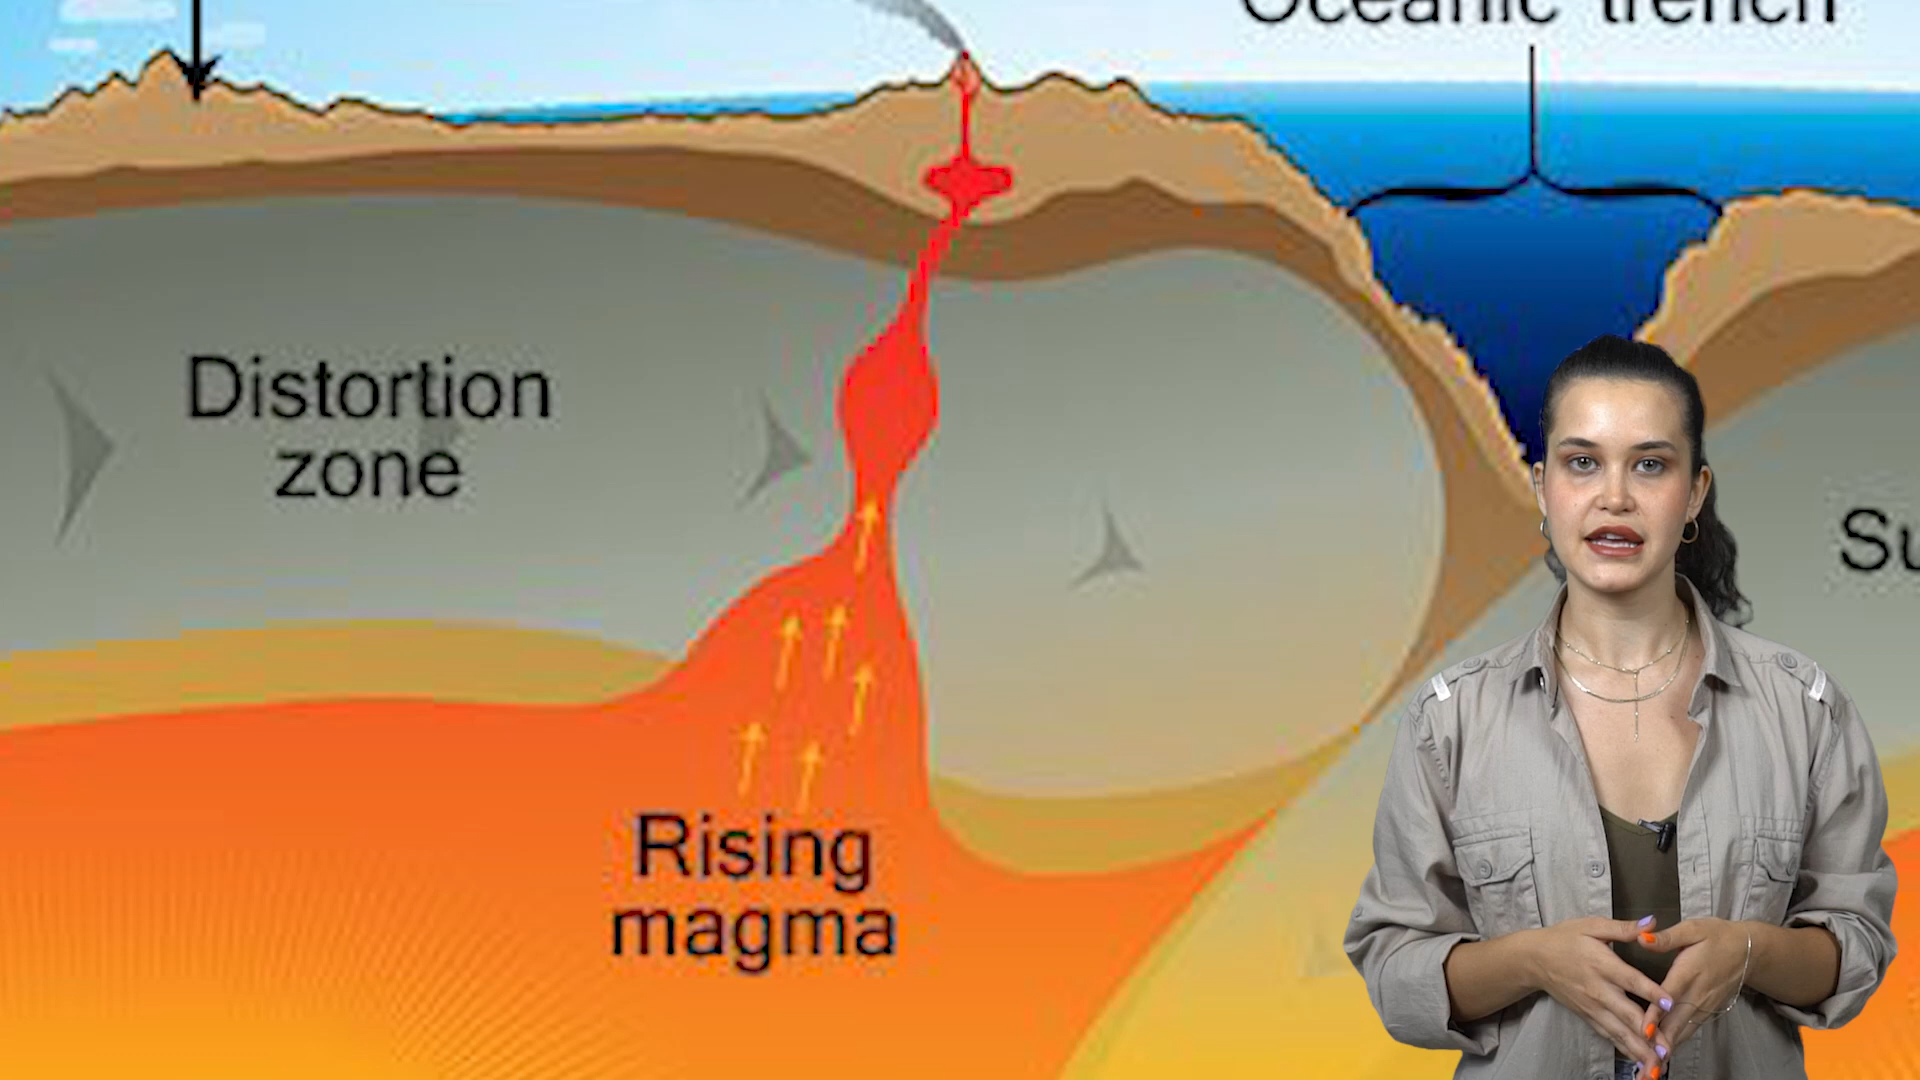 Oceanic trench
Distortion
zone
Rising
magma